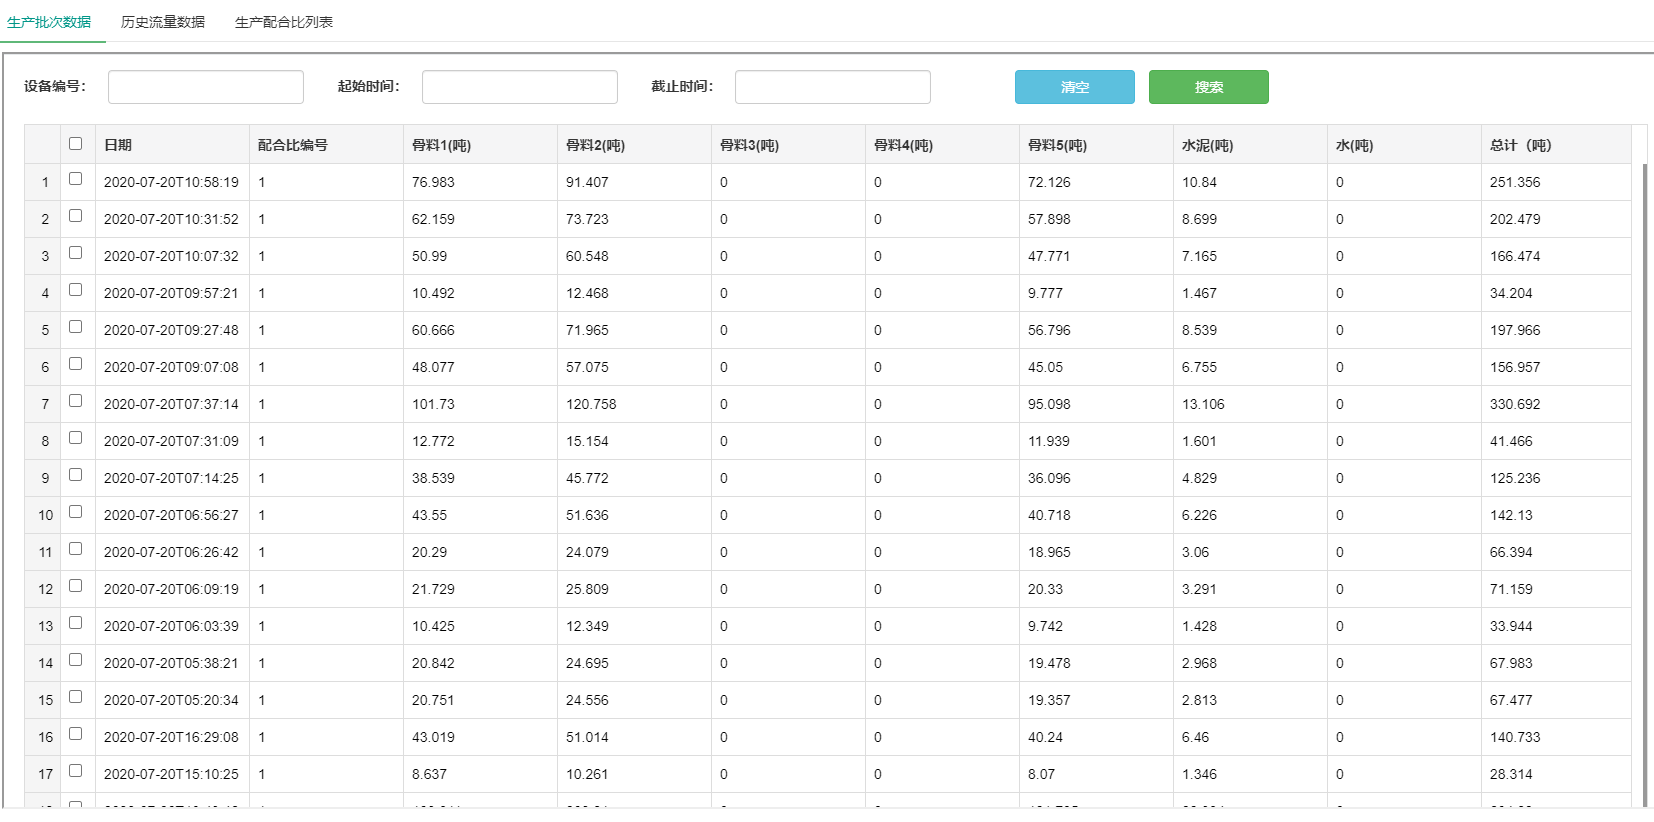 生产批次数据 历史流量数据 生产配合比列表
设备编号： 起始时间： 截止时间： 清空 搜索
日期 配合比编号 骨料1(吨) 骨料2(吨) 骨料3(吨) 骨料4(吨) 骨料5(吨) 水泥(吨) 水(吨) 总计（吨）
1 2020-07-20T10:58:19 1 76.983 91.407 0 0 72.126 10.84 0 251.356
2 2020-07-20T10:31:52 1 62.159 73.723 0 0 57.898 8.699 0 202.479
3 2020-07-20T10:07:32 1 50.99 60.548 0 0 47.771 7.165 0 166.474
4 2020-07-20T09:57:21 1 10.492 12.468 0 0 9.777 1.467 0 34.204
5 2020-07-20T09:27:48 1 60.666 71.965 0 0 56.796 8.539 0 197.966
6 2020-07-20T09:07:08 1 48.077 57.075 0 0 45.05 6.755 0 156.957
7 2020-07-20T07:37:14 1 101.73 120.758 0 0 95.098 13.106 0 330.692
8 2020-07-20T07:31:09 1 12.772 15.154 0 0 11.939 1.601 0 41.466
9 2020-07-20T07:14:25 1 38.539 45.772 0 0 36.096 4.829 0 125.236
10 2020-07-20T06:56:27 1 43.55 51.636 0 0 40.718 6.226 0 142.13
11 2020-07-20T06:26:42 1 20.29 24.079 0 0 18.965 3.06 0 66.394
12 2020-07-20T06:09:19 1 21.729 25.809 0 0 20.33 3.291 0 71.159
13 2020-07-20T06:03:39 1 10.425 12.349 0 0 9.742 1.428 0 33.944
14 2020-07-20T05:38:21 1 20.842 24.695 0 0 19.478 2.968 0 67.983
15 2020-07-20T05:20:34 1 20.751 24.556 0 0 19.357 2.813 0 67.477
16 2020-07-20T16:29:08 1 43.019 51.014 0 0 40.24 6.46 0 140.733
17 2020-07-20T15:10:25 1 8.637 10.261 0 0 8.07 1.346 0 28.314